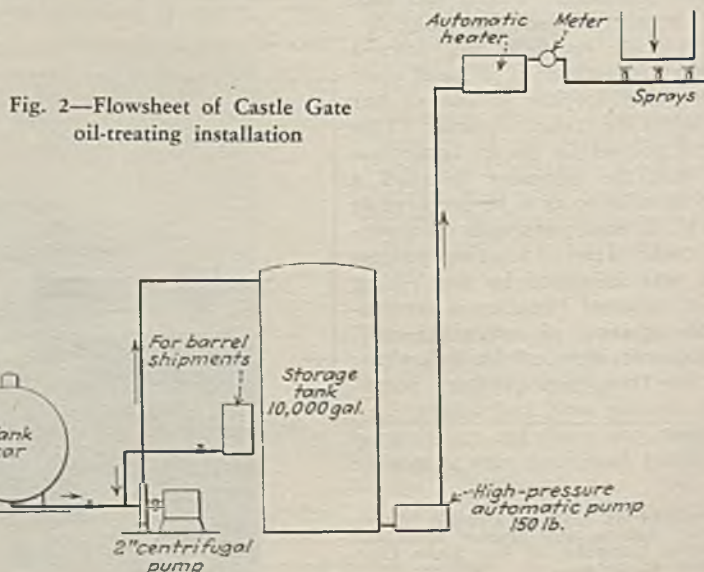 Fig. 2—Flowsheet of Castle Gate
oil-treating installation
Automatic
heater
Meter
Sprays
For barrel
shipments
Storage
tank
10,000 gal.
2" centrifugal
pump
High-pressure
automatic pump
150 lb.